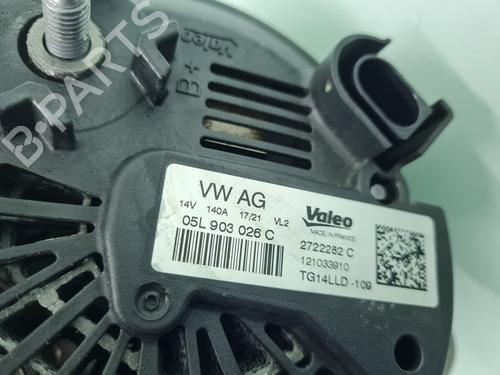 Valeo
B+
B-PARTS
VW AG
14V 140A 17/21 VL2
05L 903 026 C
Valeo
MADE IN FRANCE
2722282 C
121033910
TG14LLD -109